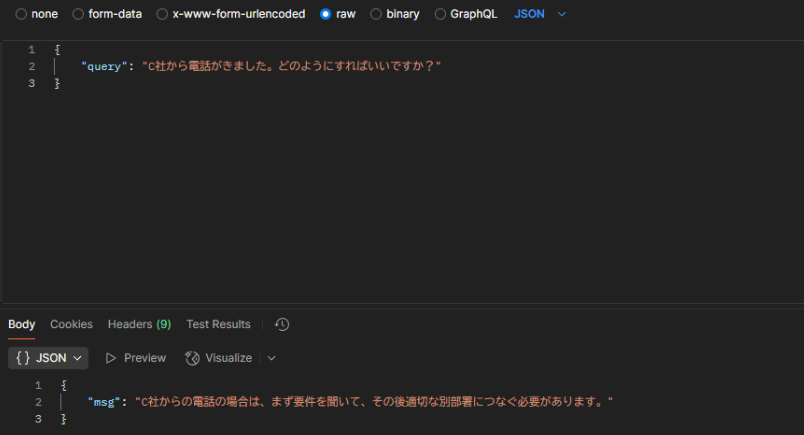 none form-data x-www-form-urlencoded raw binary GraphQL JSON
1 {
2 "query": "C社から電話がきました。どのようにすればいいですか？"
3 }
Body Cookies Headers (9) Test Results
{} JSON Preview Visualize
1 {
2 "msg": "C社からの電話の場合は、まず要件を聞いて、その後適切な別部署につなぐ必要があります。"
3 }